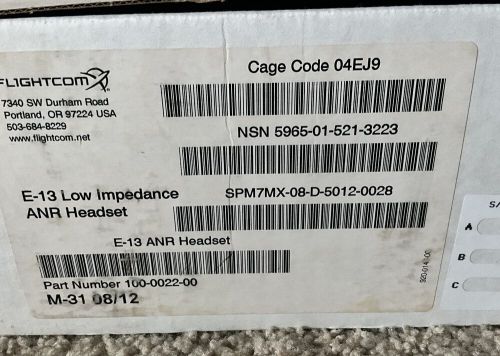 FLIGHTCOM
7340 SW Durham Road
Portland, OR 97224 USA
503-684-8229
www.flightcom.net
Cage Code 04EJ9
NSN 5965-01-521-3223
E-13 Low Impedance
ANR Headset
SPM7MX-08-D-5012-0028
E-13 ANR Headset
Part Number 100-0022-00
M-31 08/12
S/
A
B
C